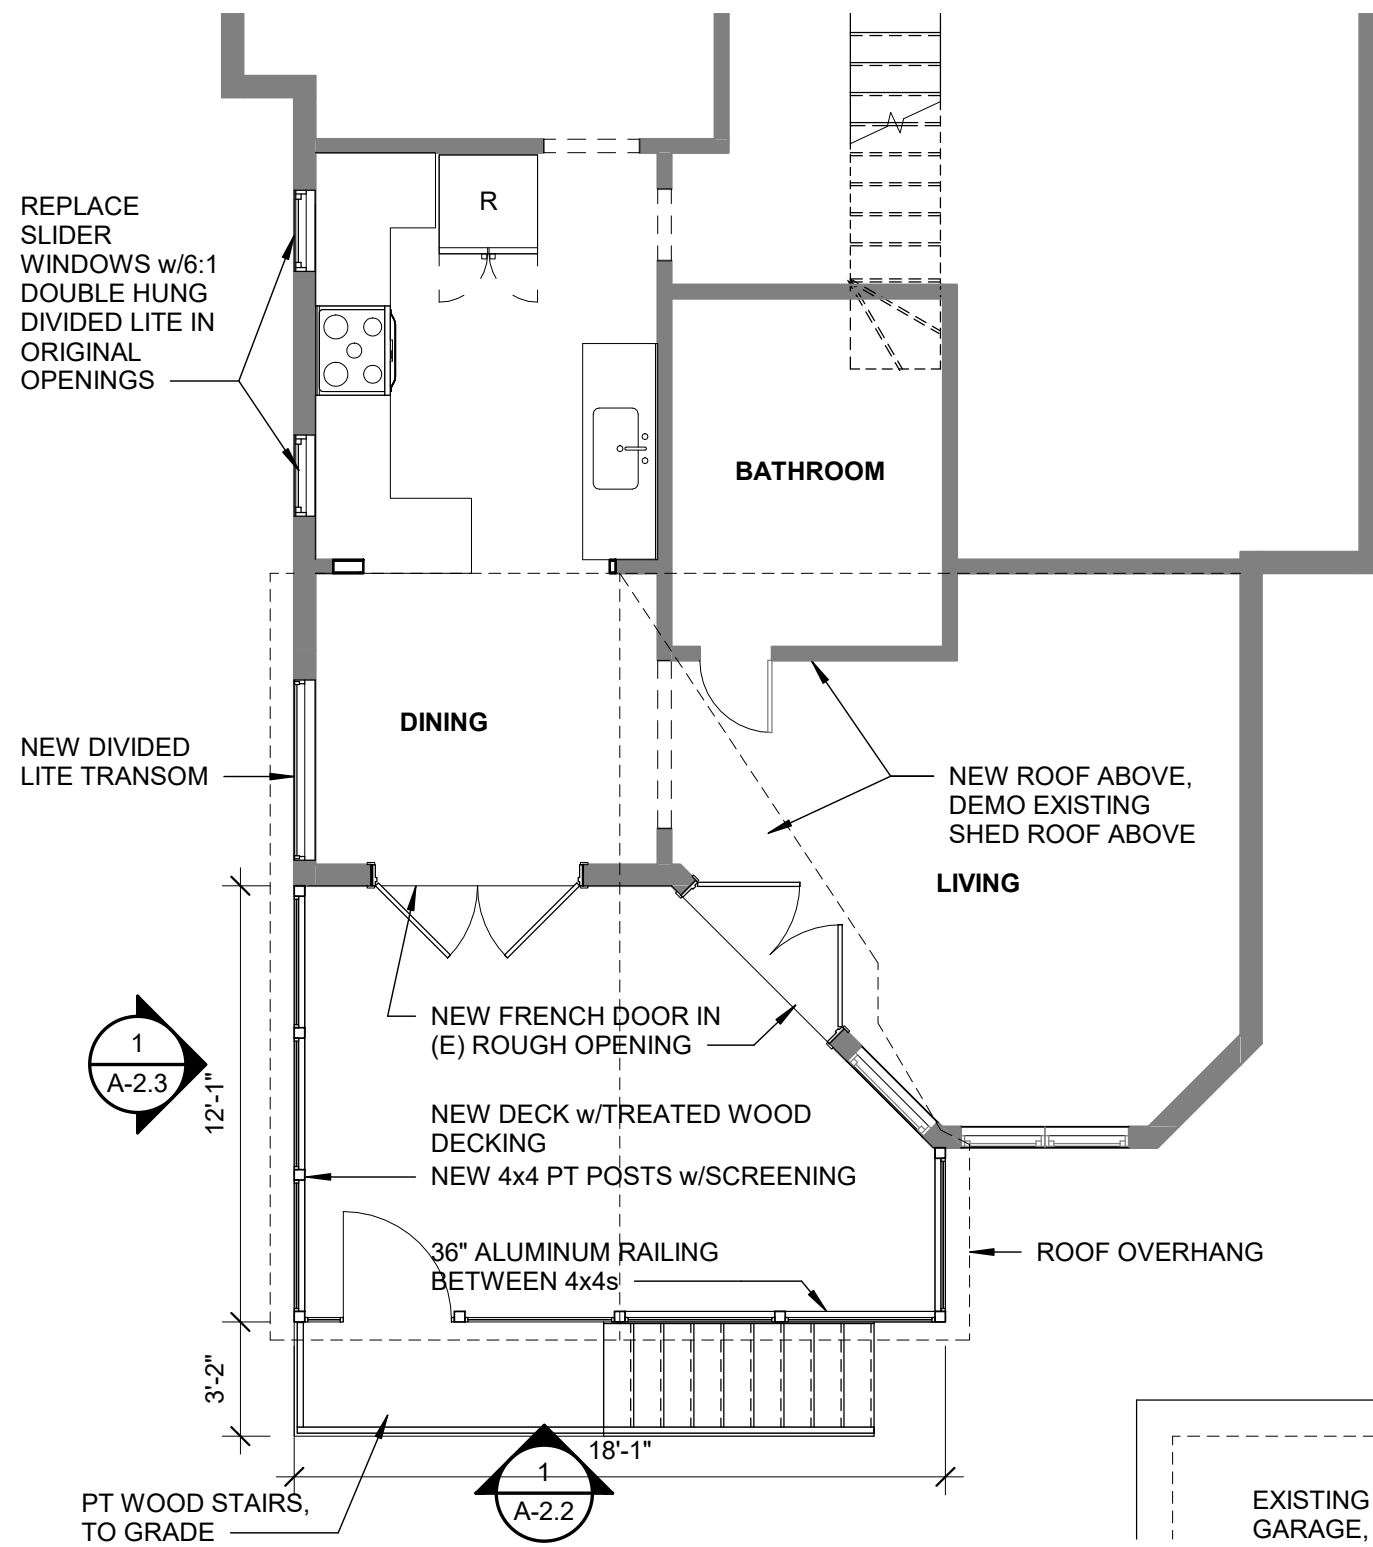 R
REPLACE
SLIDER
WINDOWS w/6:1
DOUBLE HUNG
DIVIDED LITE IN
ORIGINAL
OPENINGS
BATHROOM
DINING
NEW DIVIDED
LITE TRANSOM
NEW ROOF ABOVE,
DEMO EXISTING
SHED ROOF ABOVE
LIVING
NEW FRENCH DOOR IN
(E) ROUGH OPENING
1
A-2.3
12'-1"
NEW DECK w/TREATED WOOD
DECKING
NEW 4x4 PT POSTS w/SCREENING
36" ALUMINUM RAILING
BETWEEN 4x4s
ROOF OVERHANG
3'-2"
18'-1"
1
A-2.2
PT WOOD STAIRS,
TO GRADE
EXISTING
GARAGE,